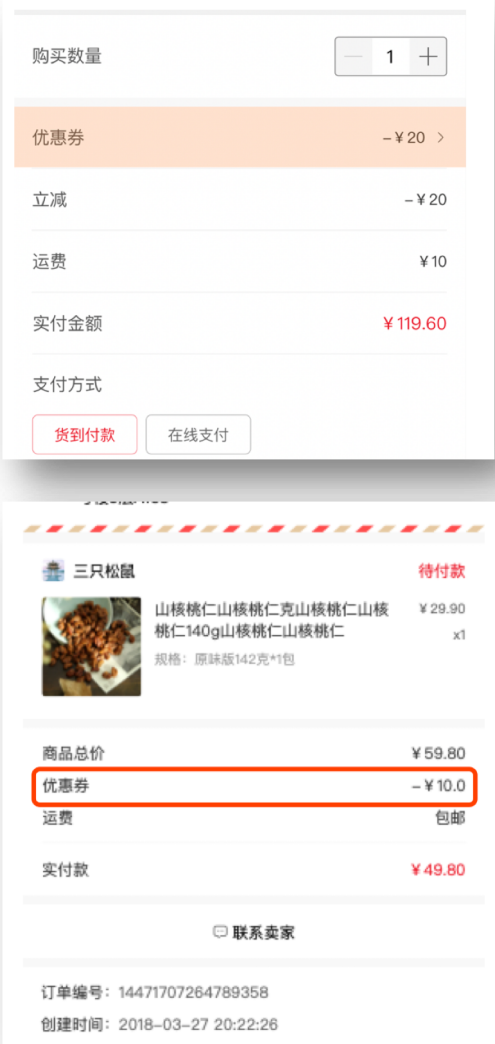 购买数量
1
优惠券
-¥20
立减
-¥20
运费
¥10
实付金额
¥119.60
支付方式
货到付款
在线支付
三只松鼠
待付款
山核桃仁山核桃仁克山核桃仁山核
¥29.90
桃仁140g山核桃仁山核桃仁
x1
规格：原味版142克*1包
商品总价
¥59.80
优惠券
-¥10.0
运费
包邮
实付款
¥49.80
联系卖家
订单编号：14471707264789358
创建时间：2018-03-27 20:22:26